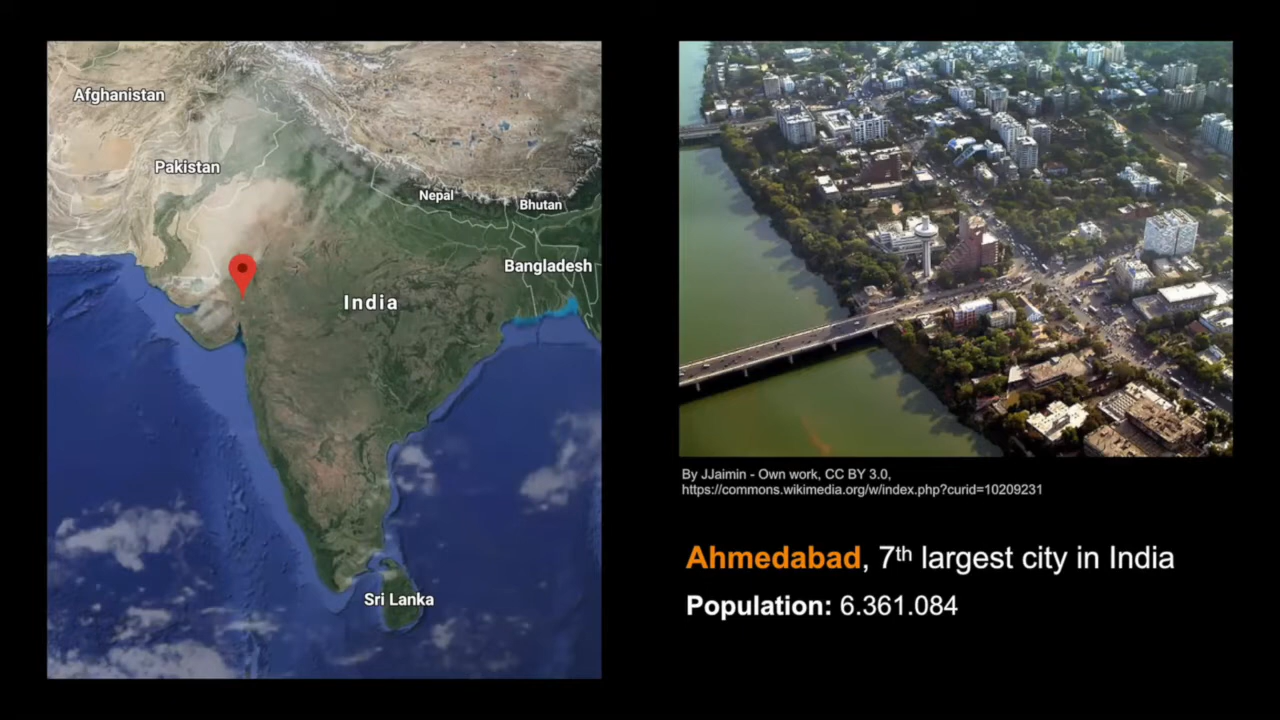 Afghanistan
Pakistan
Nepal
Bhutan
Bangladesh
India
Sri Lanka
By JJaimin - Own work, CC BY 3.0,
https://commons.wikimedia.org/w/index.php?curid=10209231
Ahmedabad, 7th largest city in India
Population: 6.361.084